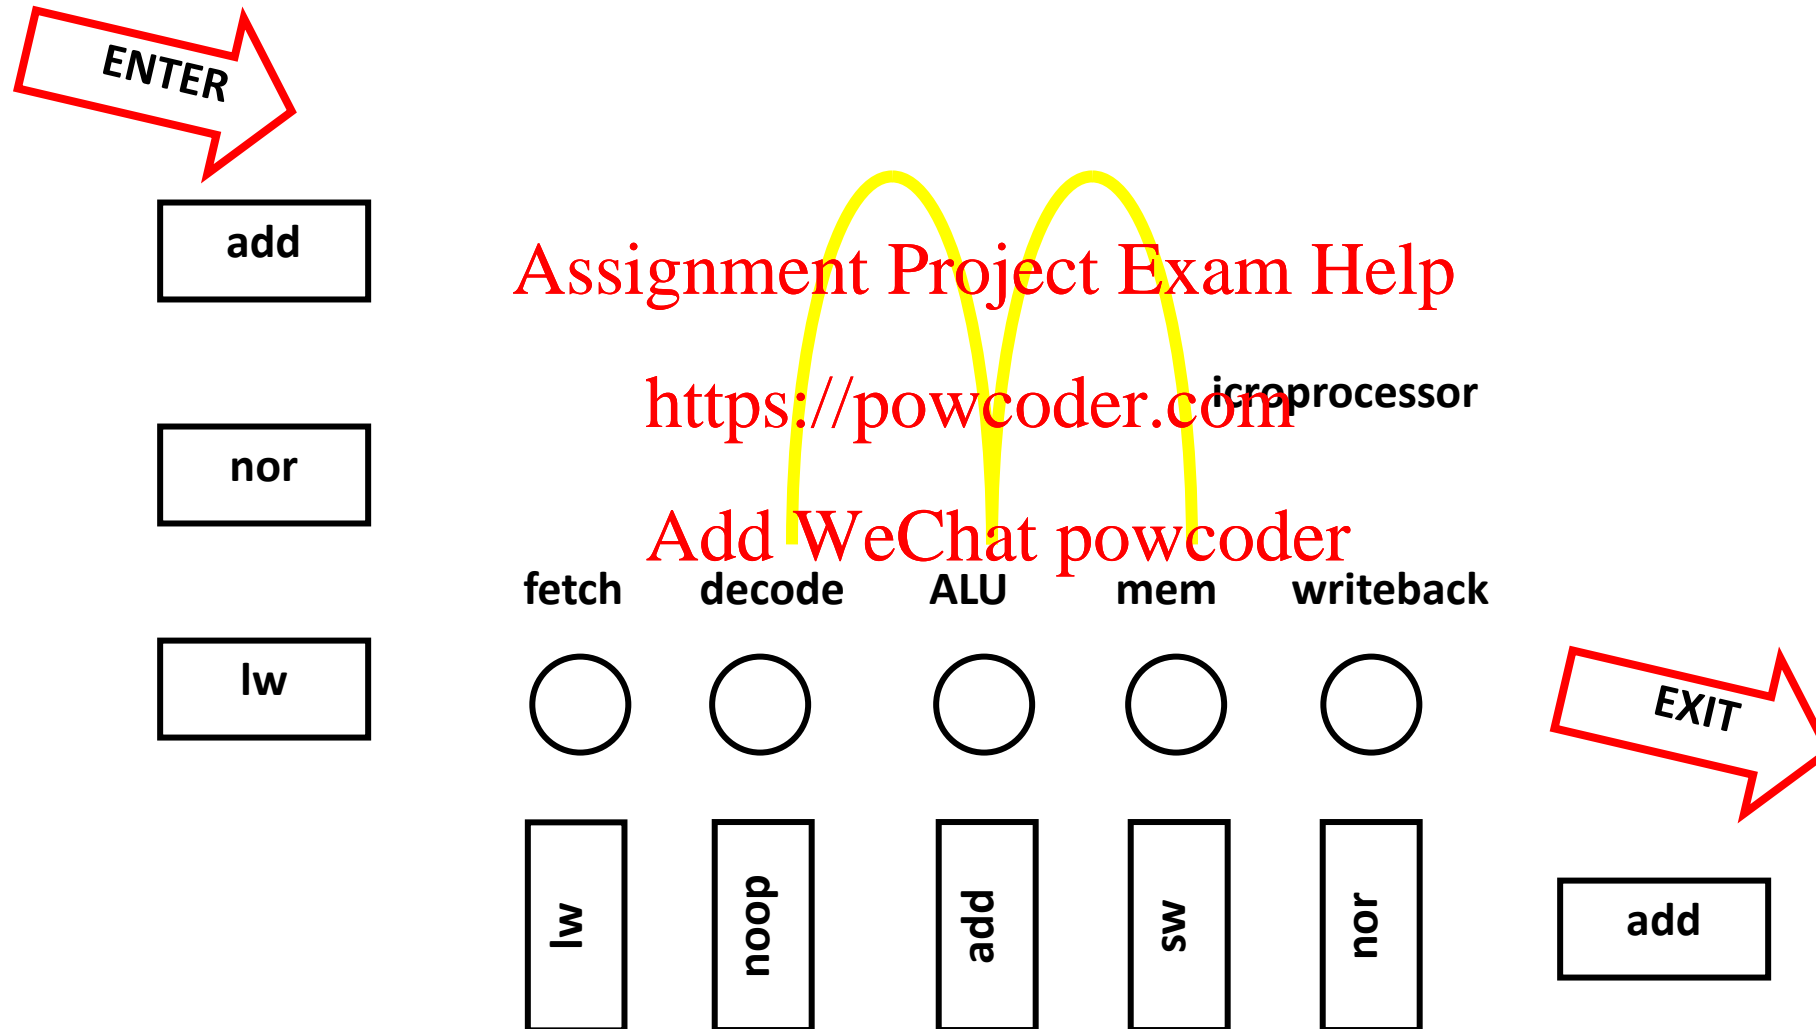 ENTER
add
Assignment Project Exam Help
https://powcoder.com
icroprocessor
nor
Add WeChat powcoder
fetch decode ALU mem writeback
lw
EXIT
lw noop add sw nor
add